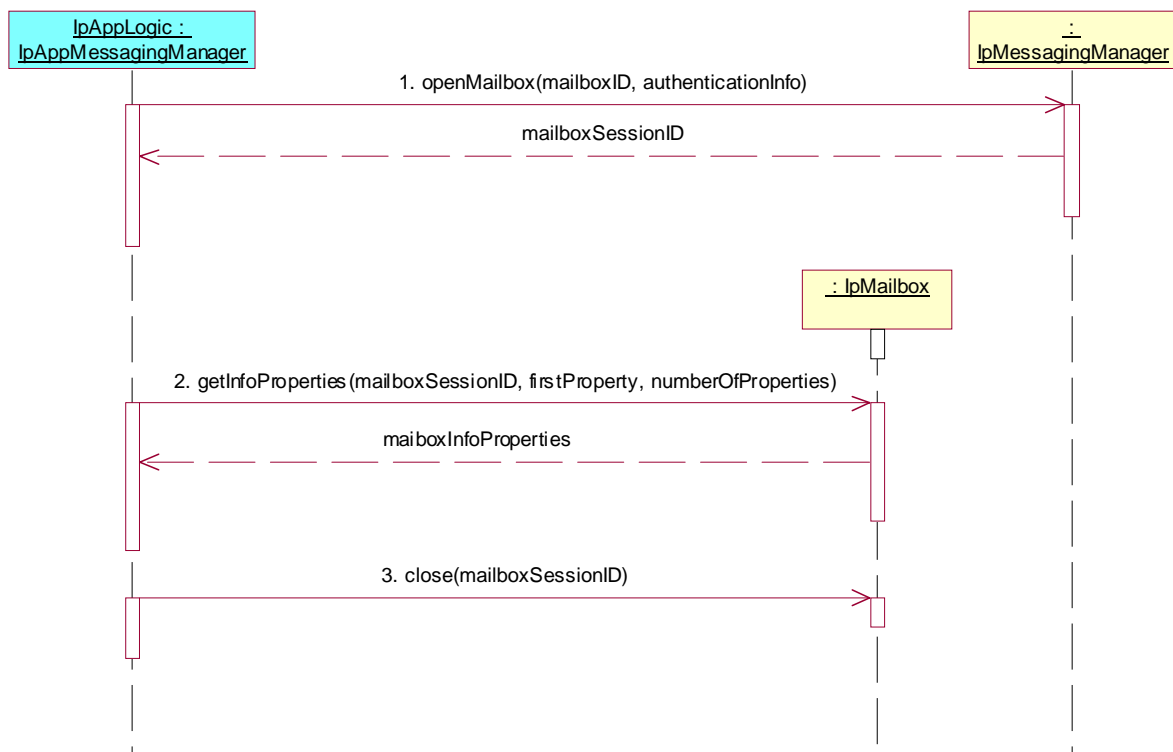 IpAppLogic :
IpAppMessagingManager
:
IpMessagingManager
1. openMailbox(mailboxID, authenticationInfo)
mailboxSessionID
: IpMailbox
2. getInfoProperties(mailboxSessionID, firstProperty, numberOfProperties)
maiboxInfoProperties
3. close(mailboxSessionID)